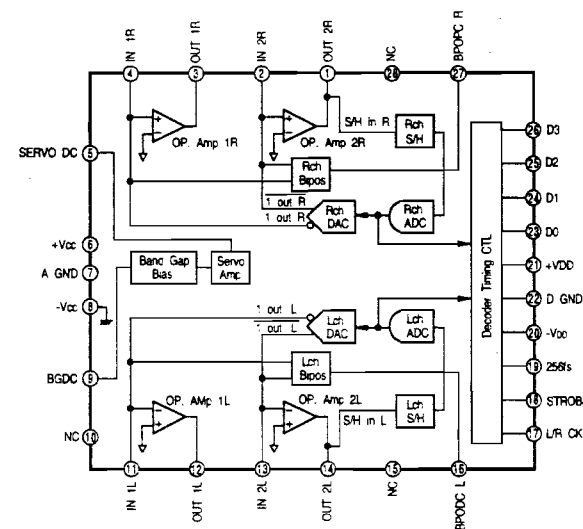 IN 1R
OUT 1R
IN 2R
OUT 2R
NC
BPOPC R
4
3
2
1
28
27
OP. Amp 1R
OP. Amp 2R
S/H in R
Rch S/H
D3
26
SERVO DC
5
Rch Bipos
D2
25
1 out R
1 out R
Rch DAC
Rch ADC
D1
24
D0
23
+Vcc
6
Band Gap Bias
Servo Amp
Decoder Timing CTL
+VDD
21
A GND
7
D GND
22
-Vcc
8
1 out L
1 out L
Lch DAC
Lch ADC
-VDD
20
Lch Bipos
256fs
19
BGDC
9
OP. AMp 1L
OP. Amp 2L
S/H in L
Lch S/H
STROB
18
NC
10
L/R CK
17
11
12
13
14
15
16
IN 1L
OUT 1L
IN 2L
OUT 2L
NC
BPODC L